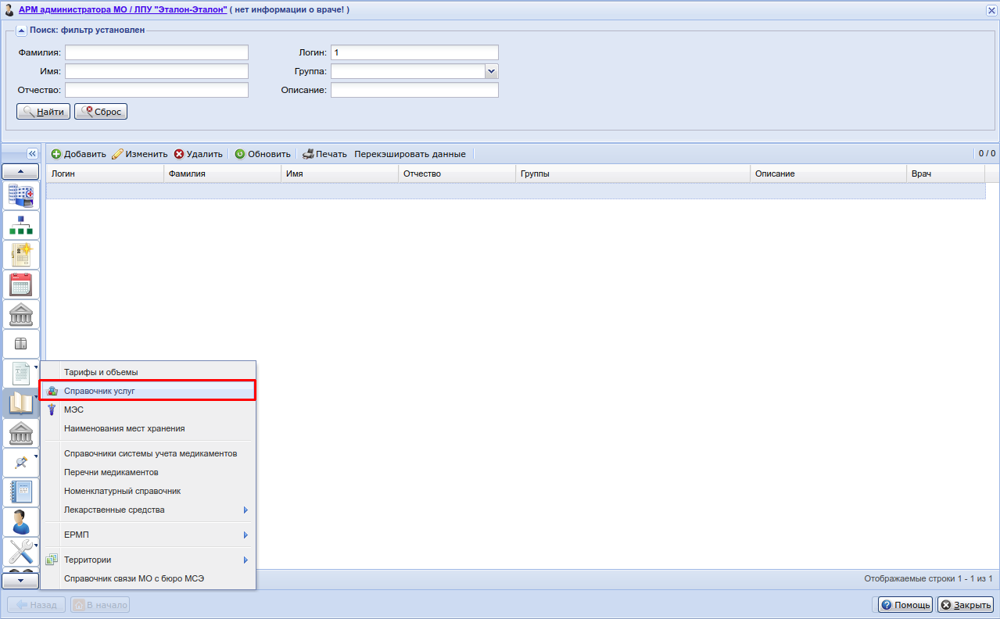 АРМ администратора МО / ЛПУ "Эталон-Эталон" ( нет информации о враче! )
Поиск: фильтр установлен
Фамилия: Логин: 1
Имя: Группа:
Отчество: Описание:
Найти Сброс
Добавить Изменить Удалить Обновить Печать Перекэшировать данные 0 / 0
Логин Фамилия Имя Отчество Группы Описание Врач
Тарифы и объемы
Справочник услуг
МЭС
Наименования мест хранения
Справочники системы учета медикаментов
Перечни медикаментов
Номенклатурный справочник
Лекарственные средства
ЕРМП
Территории
Справочник связи МО с бюро МСЭ
Отображаемые строки 1 - 1 из 1
Назад В начало Помощь Закрыть